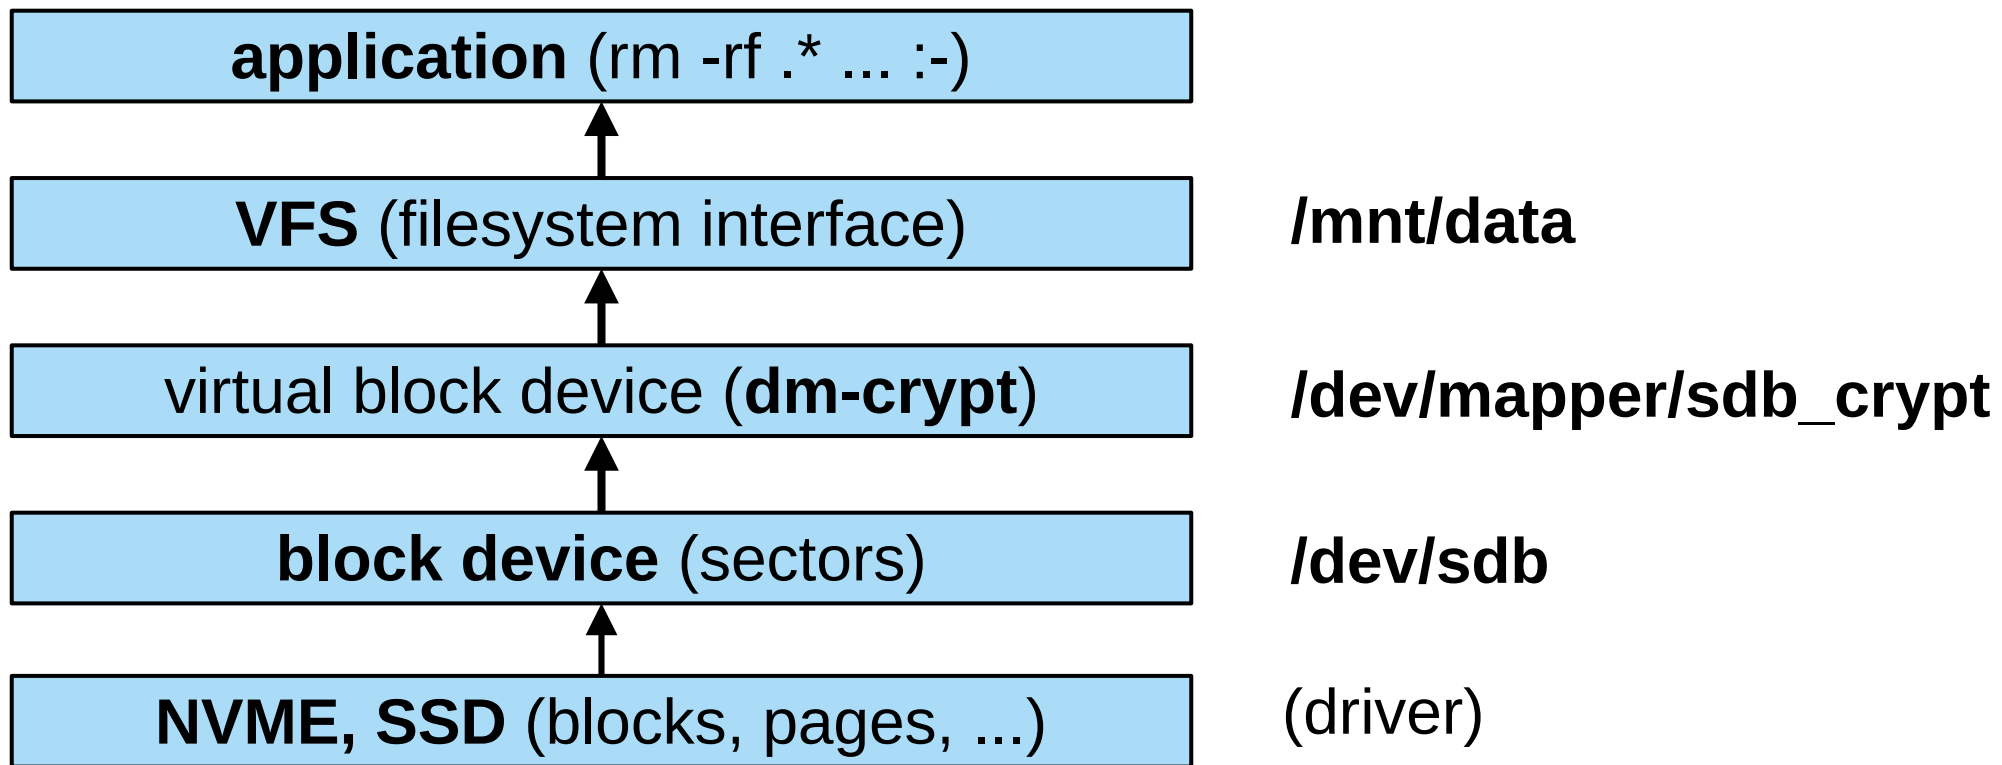 application (rm -rf .* ... :-)
VFS (filesystem interface) /mnt/data
virtual block device (dm-crypt) /dev/mapper/sdb_crypt
block device (sectors) /dev/sdb
NVME, SSD (blocks, pages, ...) (driver)